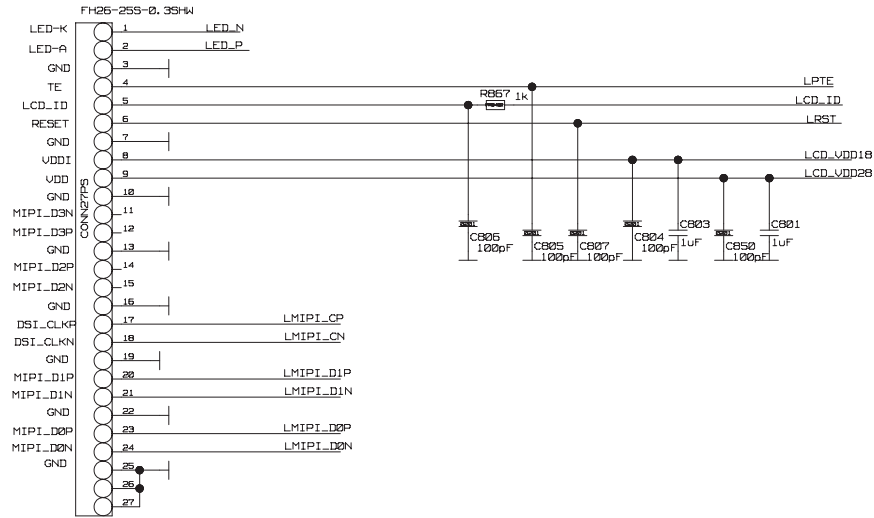 FH26-25S-0.3SHW
LED-K 1 LED_N
LED-A 2 LED_P
GND 3
TE 4 LPTE
LCD_ID 5 R867 1k LCD_ID
RESET 6 LRST
GND 7
VDDI 8 LCD_VDD18
VDD 9 LCD_VDD28
GND 10
CONN27PS
MIPI_D3N 11
MIPI_D3P 12
GND 13
MIPI_D2P 14
MIPI_D2N 15
GND 16
DSI_CLKP 17 LMIPI_CP
DSI_CLKN 18 LMIPI_CN
GND 19
MIPI_D1P 20 LMIPI_D1P
MIPI_D1N 21 LMIPI_D1N
GND 22
MIPI_D0P 23 LMIPI_D0P
MIPI_D0N 24 LMIPI_D0N
GND 25
26
27
C806 100pF
C805 100pF
C807 100pF
C804 100pF
C803 1uF
C850 100pF
C801 1uF